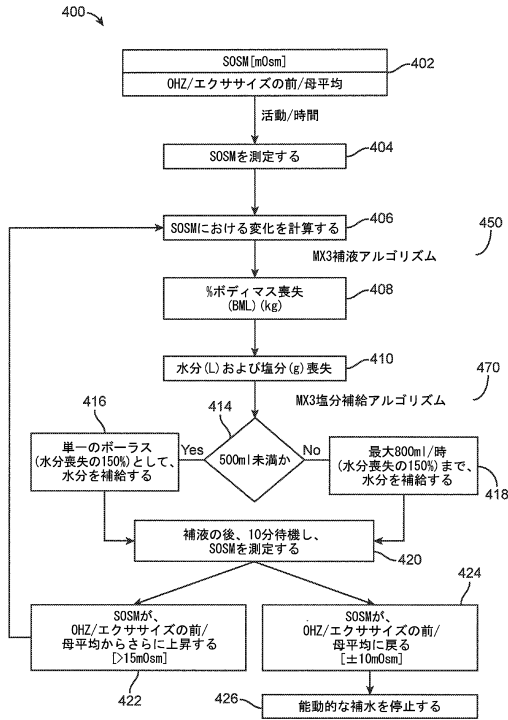 400
SOSM[mOsm]
OHZ/エクササイズの前/母平均
402
活動/時間
SOSMを測定する
404
SOSMにおける変化を計算する
406
450
MX3補液アルゴリズム
%ボディマス喪失
(BML)(kg)
408
水分(L)および塩分(g)喪失
410
470
MX3塩分補給アルゴリズム
416
414
単一のボーラス
(水分喪失の150%)として、
水分を補給する
Yes
500ml未満か
No
最大800ml/時
(水分喪失の150%)まで、
水分を補給する
418
補液の後、10分待機し、
SOSMを測定する
420
424
SOSMが、
OHZ/エクササイズの前/
母平均からさらに上昇する
[>15mOsm]
422
SOSMが、
OHZ/エクササイズの前/
母平均に戻る
[±10mOsm]
426
能動的な補水を停止する